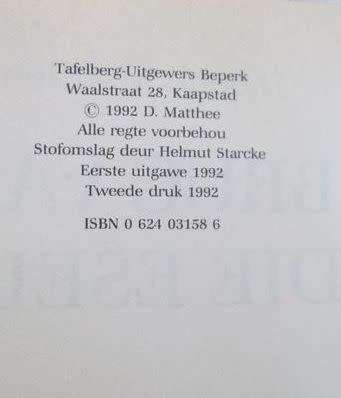 Tafelberg-Uitgewers Beperk
Waalstraat 28, Kaapstad
© 1992 D. Matthee
Alle regte voorbehou
Stofomslag deur Helmut Starcke
Eerste uitgawe 1992
Tweede druk 1992
ISBN 0 624 03158 6